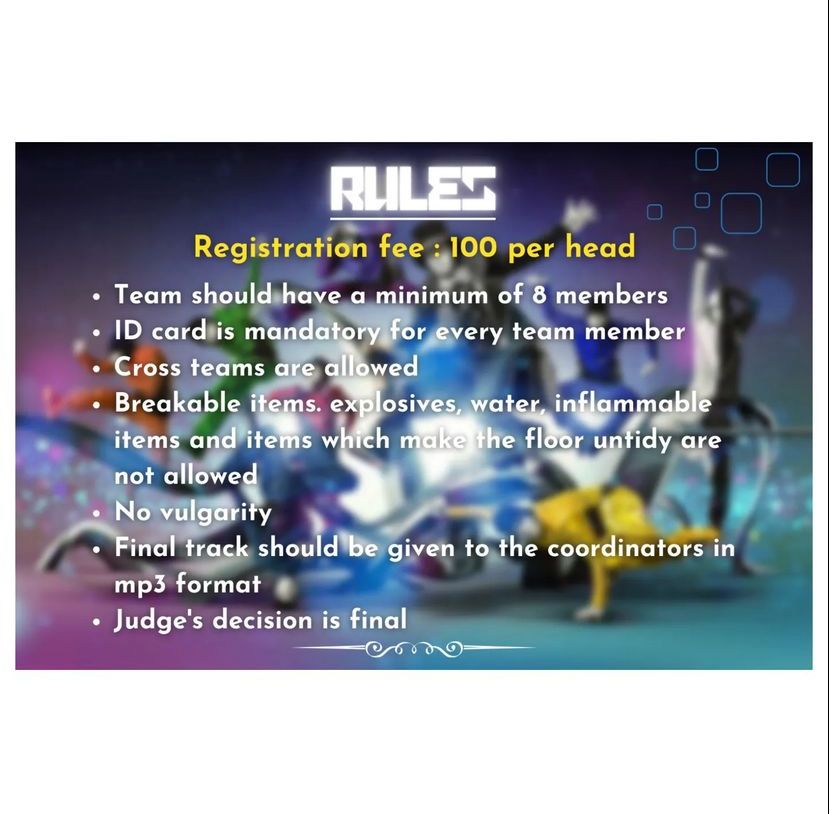 RULES
Registration fee : 100 per head
• Team should have a minimum of 8 members
• ID card is mandatory for every team member
• Cross teams are allowed
• Breakable items. explosives, water, inflammable
items and items which make the floor untidy are
not allowed
• No vulgarity
• Final track should be given to the coordinators in
mp3 format
• Judge's decision is final